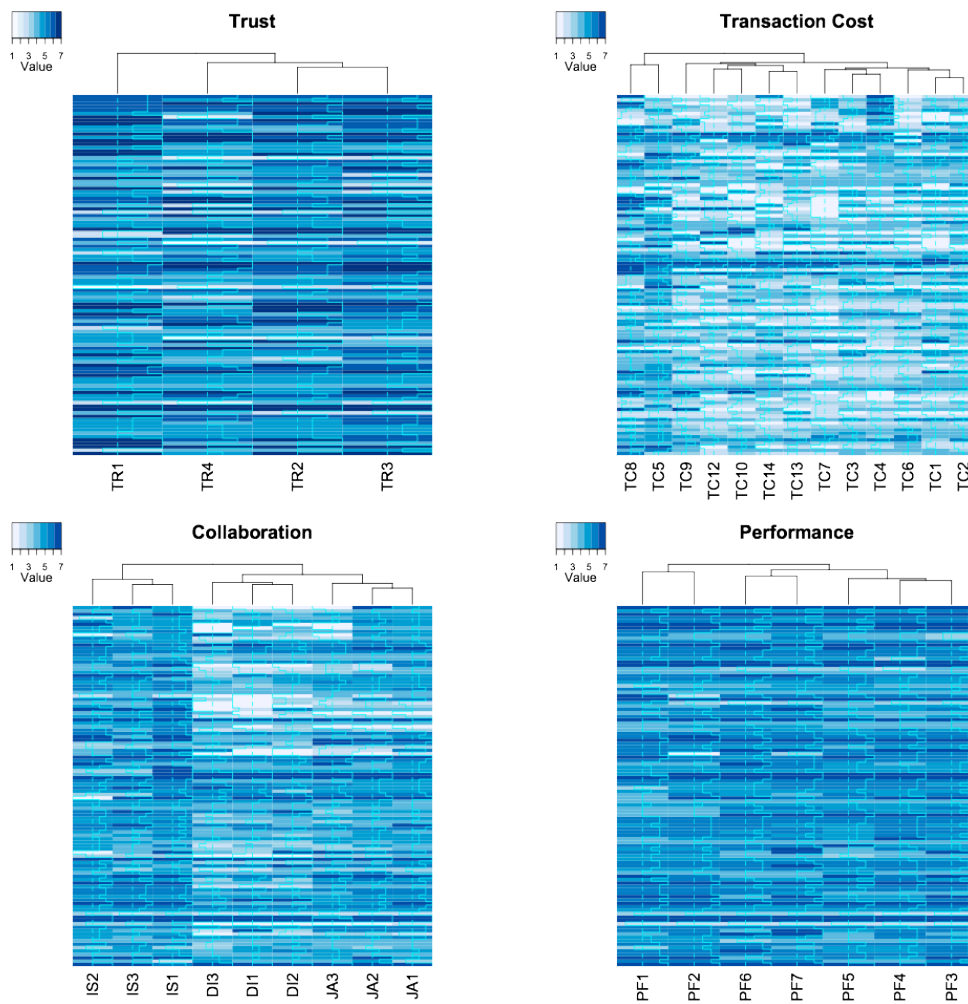 Trust
1 3 5 7
Value
TR1 TR4 TR2 TR3
Transaction Cost
1 3 5 7
Value
TC8 TC5 TC9 TC12 TC10 TC14 TC13 TC7 TC3 TC4 TC6 TC1 TC2
Collaboration
1 3 5 7
Value
IS2 IS3 IS1 DI3 DI1 DI2 JA3 JA2 JA1
Performance
1 3 5 7
Value
PF1 PF2 PF6 PF7 PF5 PF4 PF3